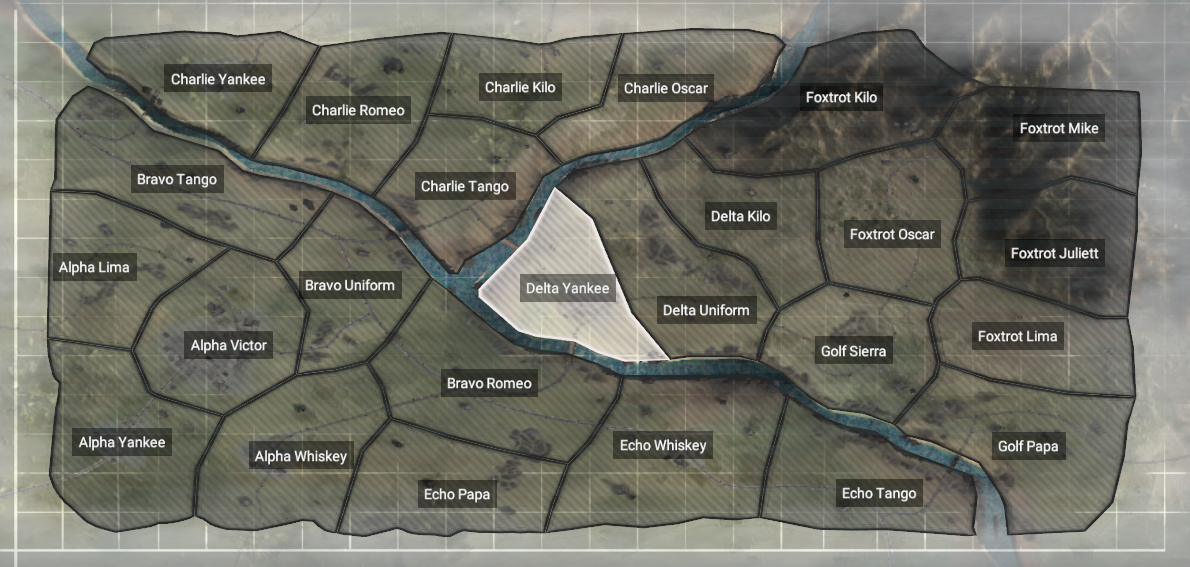 Charlie Yankee
Charlie Romeo
Charlie Kilo
Charlie Oscar
Foxtrot Kilo
Foxtrot Mike
Bravo Tango
Charlie Tango
Delta Kilo
Foxtrot Oscar
Foxtrot Juliett
Alpha Lima
Bravo Uniform
Delta Yankee
Delta Uniform
Alpha Victor
Golf Sierra
Foxtrot Lima
Bravo Romeo
Alpha Yankee
Alpha Whiskey
Echo Whiskey
Golf Papa
Echo Papa
Echo Tango